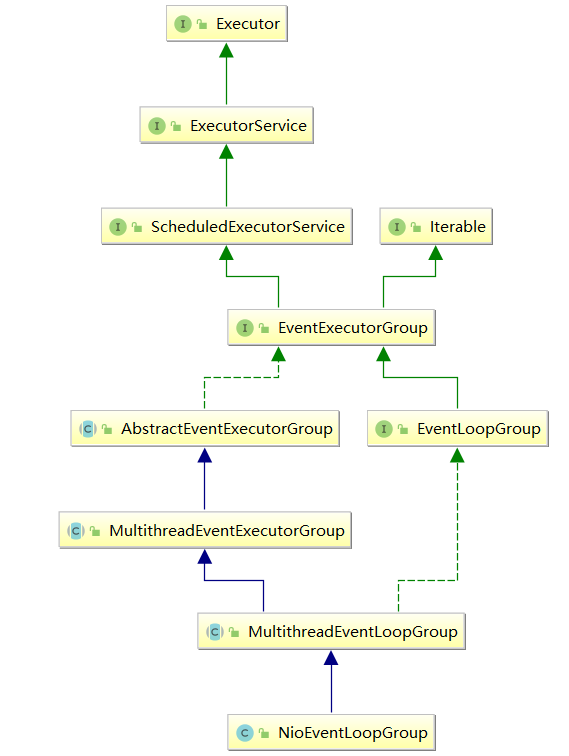 I Executor
I ExecutorService
I ScheduledExecutorService
I Iterable
I EventExecutorGroup
C AbstractEventExecutorGroup
I EventLoopGroup
C MultithreadEventExecutorGroup
C MultithreadEventLoopGroup
C NioEventLoopGroup